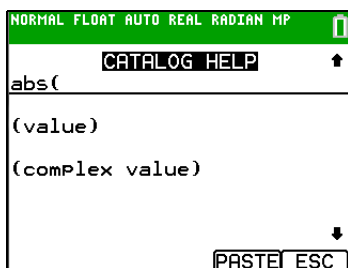 NORMAL FLOAT AUTO REAL RADIAN MP
CATALOG HELP
abs(
(value)
(complex value)
PASTE ESC